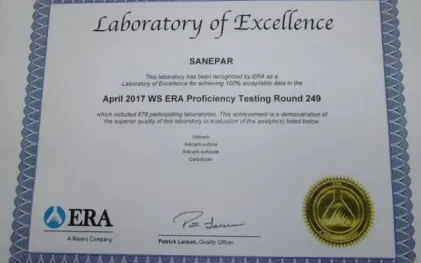 Laboratory of Excellence
SANEPAR
This laboratory has been recognized by ERA as a
Laboratory of Excellence for achieving 100% acceptable data in the
April 2017 WS ERA Proficiency Testing Round 249
which included 678 participating laboratories. This achievement is a demonstration of
the superior quality of this laboratory in evaluation of the analyte(s) listed below.
Aldicarb
Aldicarb sulfone
Aldicarb sulfoxide
Carbofuran
ERA
A Waters Company
Patrick Larson, Quality Officer